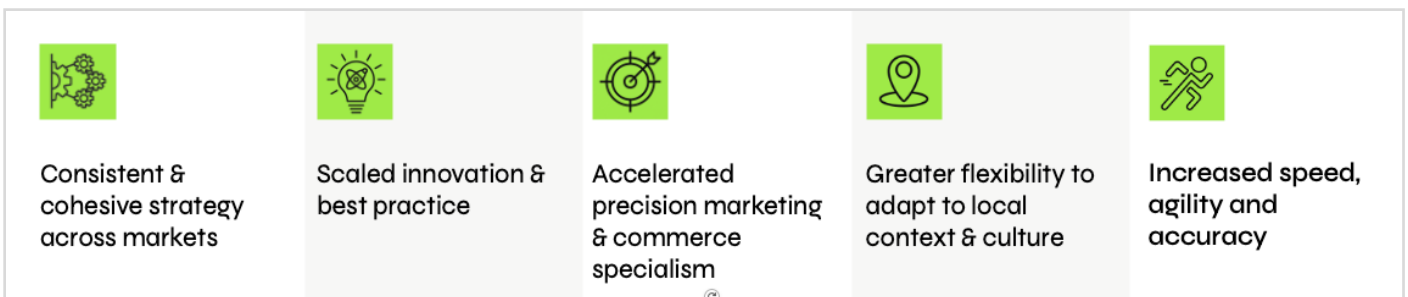 Consistent &
cohesive strategy
across markets
Scaled innovation &
best practice
Accelerated
precision marketing
& commerce
specialism
Greater flexibility to
adapt to local
context & culture
Increased speed,
agility and
accuracy